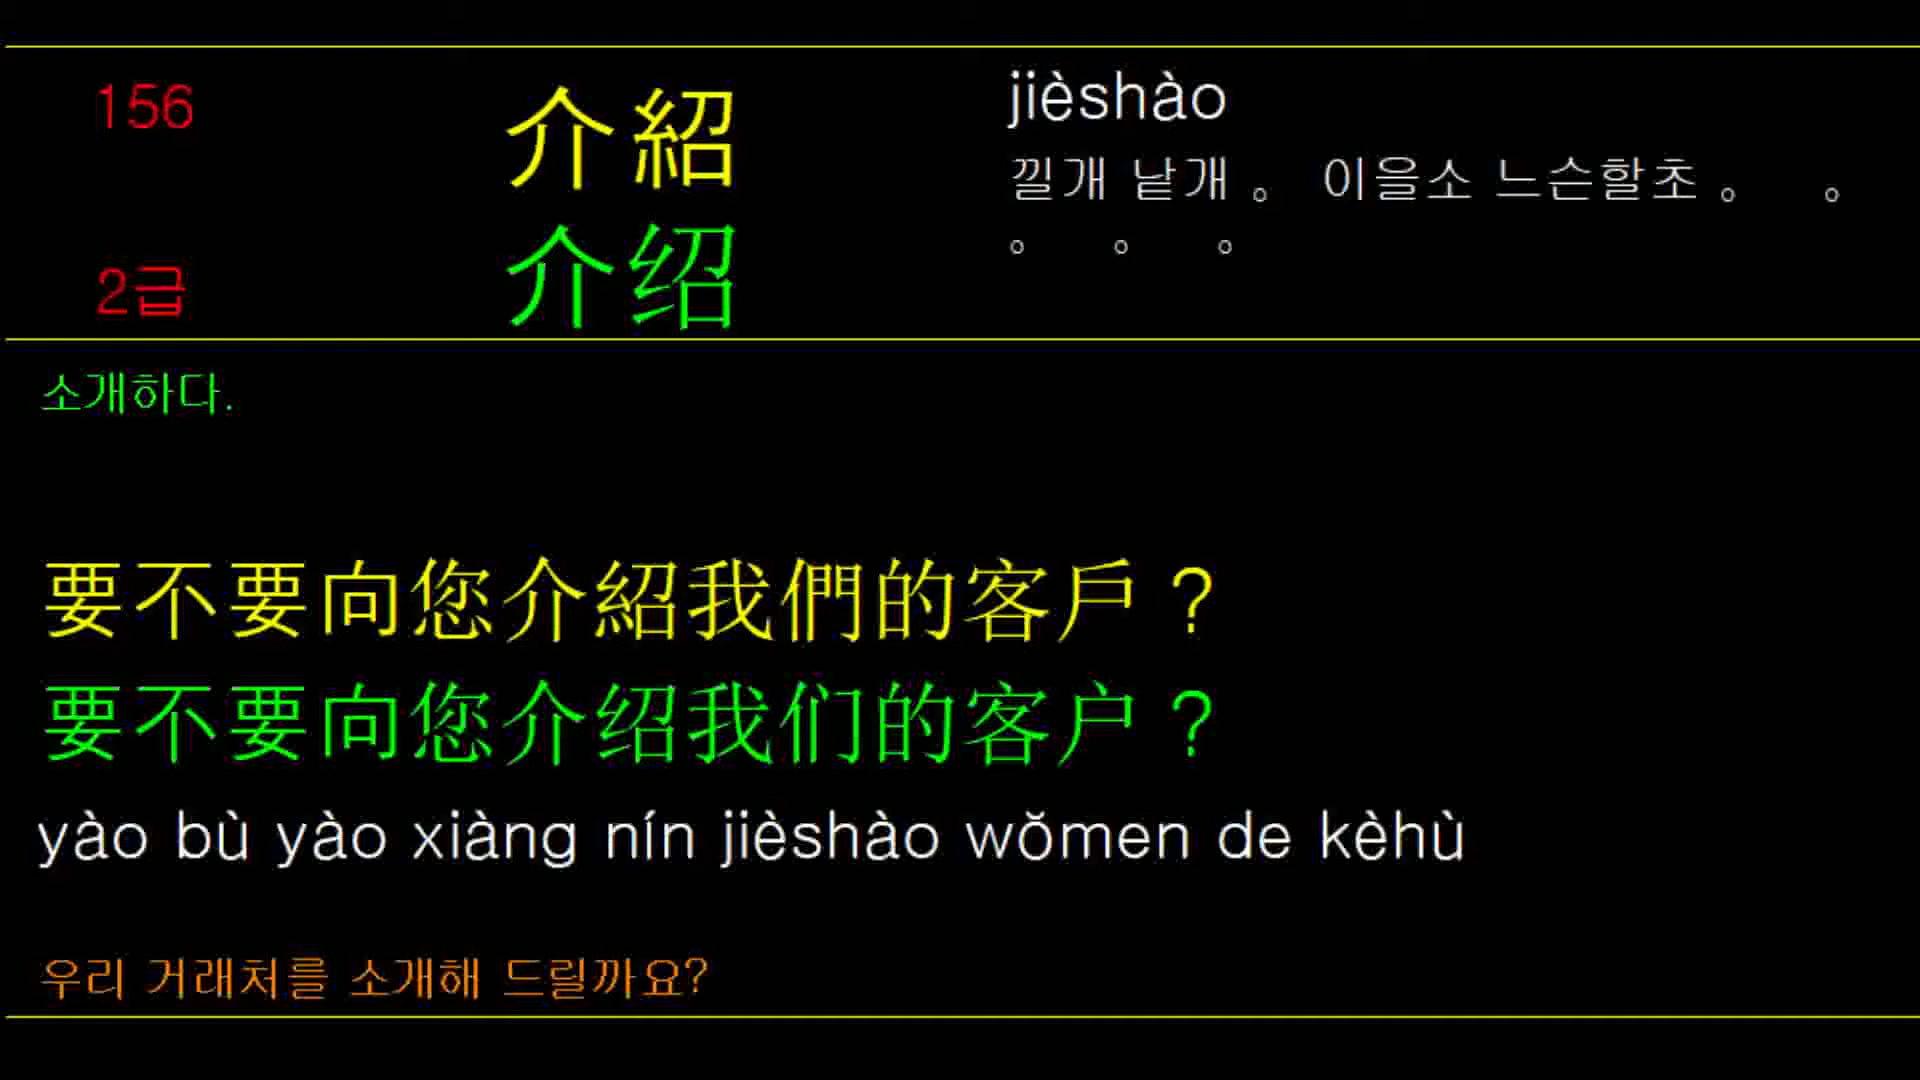 156
介紹
jièshào
낄개 낱개。 이을소 느슨할초。 。
。 。 。
介绍
2급
소개하다.
要不要向您介紹我們的客戶？
要不要向您介绍我们的客户？
yào bù yào xiàng nín jièshào wǒmen de kèhù
우리 거래처를 소개해 드릴까요?